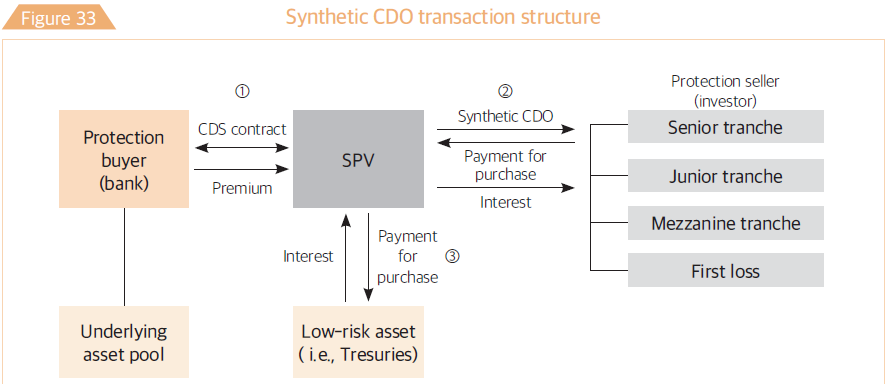 Figure 33
Synthetic CDO transaction structure
①
②
Protection seller
(investor)
Protection
buyer
(bank)
CDS contract
Premium
SPV
Synthetic CDO
Payment for
purchase
Interest
Senior tranche
Junior tranche
Mezzanine tranche
First loss
Interest
Payment
for
purchase
③
Underlying
asset pool
Low-risk asset
( i.e., Tresuries)